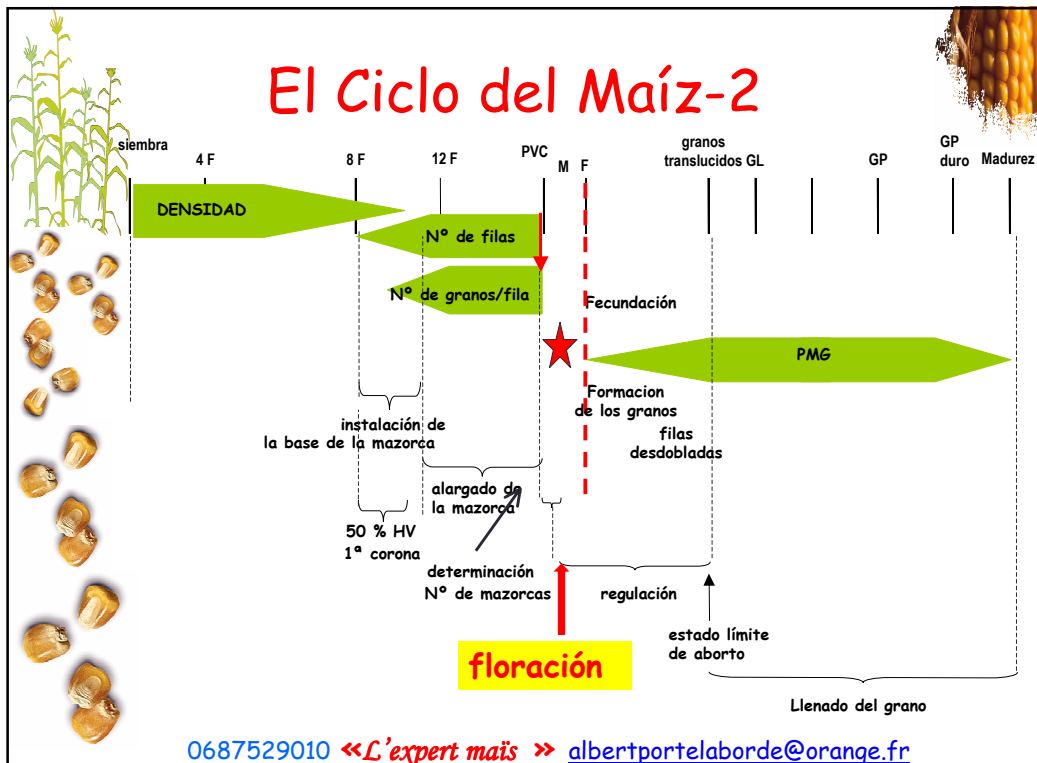 El Ciclo del Maíz-2
siembra
4 F
8 F
12 F
PVC
M
F
granos
translucidos GL
GP
GP
duro
Madurez
DENSIDAD
Nº de filas
Nº de granos/fila
Fecundación
PMG
Formacion
de los granos
filas
desdobladas
instalación de
la base de la mazorca
alargado de
la mazorca
50 % HV
1ª corona
determinación
Nº de mazorcas
regulación
floración
estado límite
de aborto
Llenado del grano
0687529010 «L'expert maïs » albertportelaborde@orange.fr